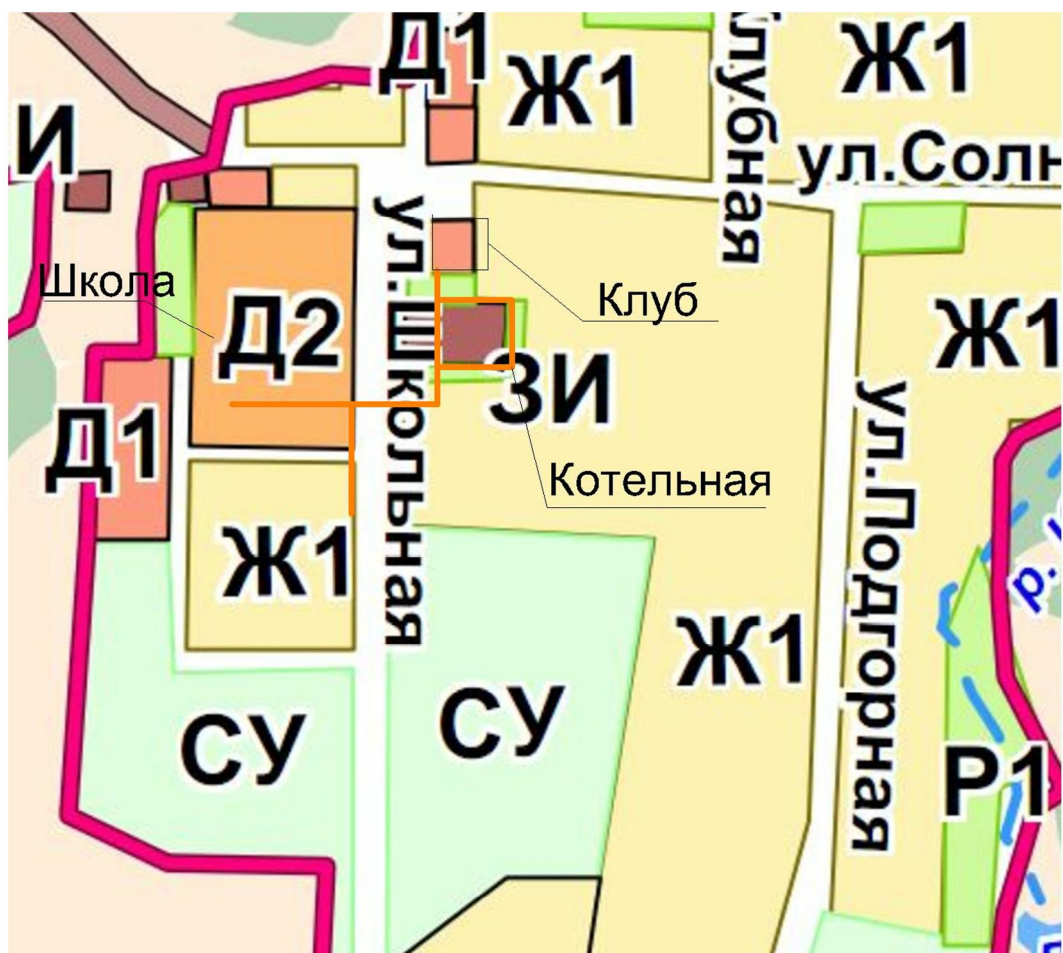 Д1
Ж1
Ж1
И
ул.Солн
Клубная
ул.Школьная
Школа
Клуб
Д2
Ж1
ЗИ
Д1
Котельная
ул.Подгорная
Ж1
р.
Ж1
СУ
СУ
Р1